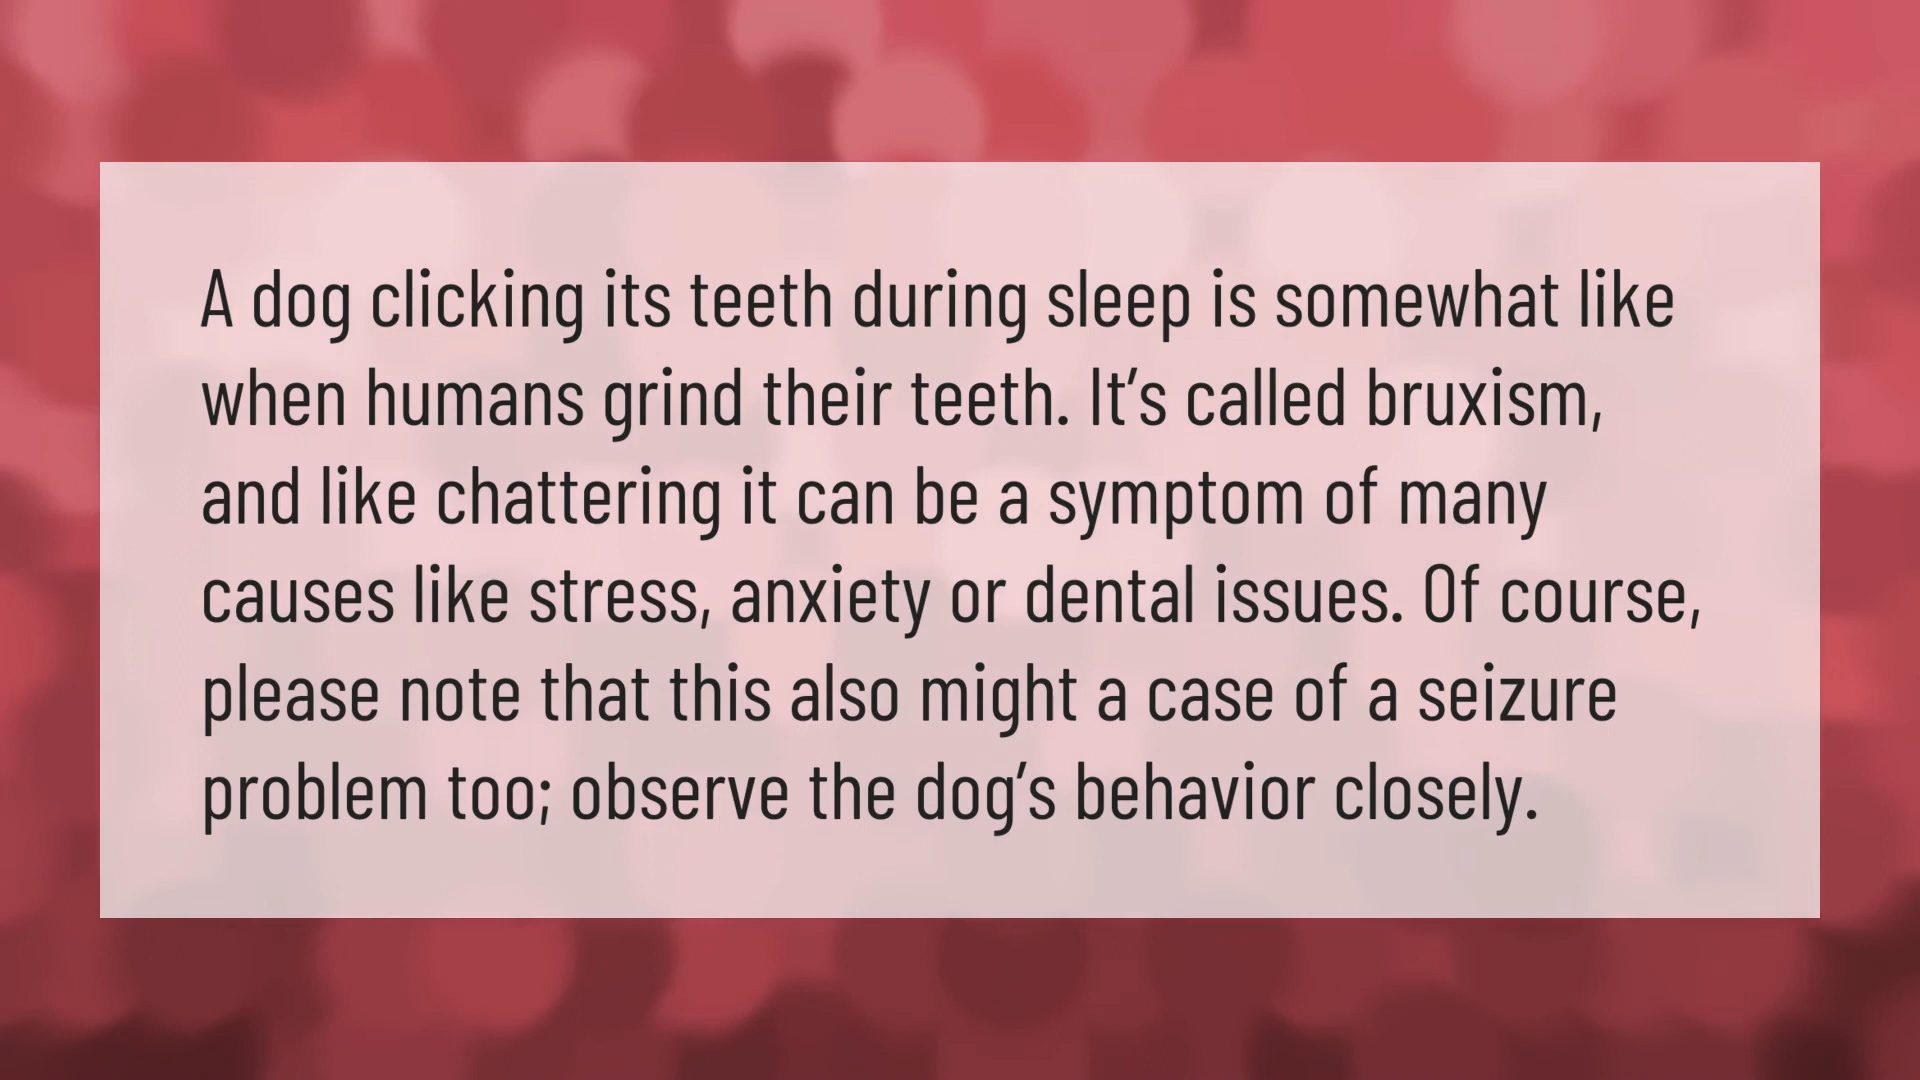 A dog clicking its teeth during sleep is somewhat like
when humans grind their teeth. It’s called bruxism,
and like chattering it can be a symptom of many
causes like stress, anxiety or dental issues. Of course,
please note that this also might a case of a seizure
problem too; observe the dog’s behavior closely.